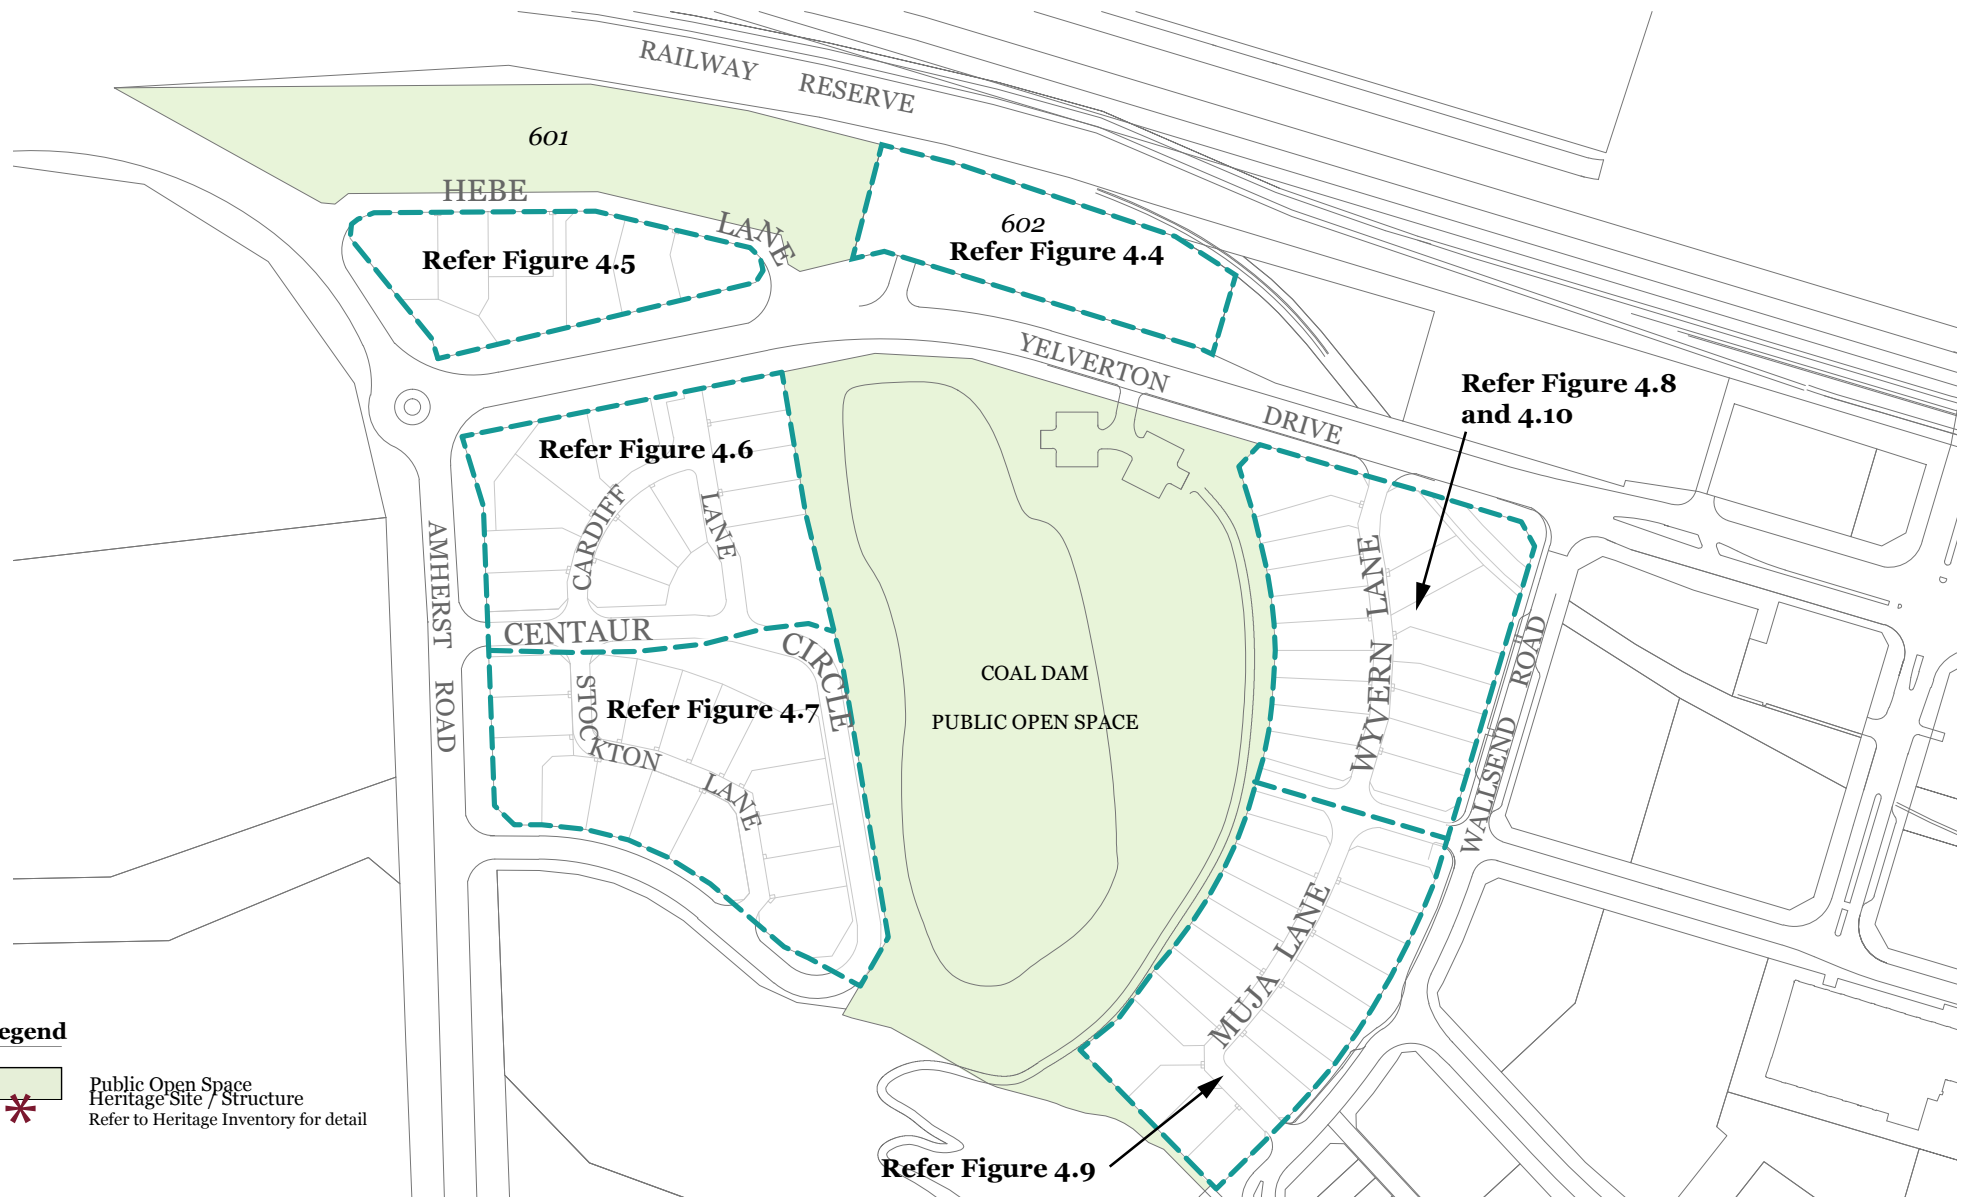 RAILWAY RESERVE
601
HEBE LANE
602
Refer Figure 4.4
Refer Figure 4.5
YELVERTON DRIVE
Refer Figure 4.8
and 4.10
Refer Figure 4.6
CARDIFF LANE
AMHERST ROAD
CENTAUR CIRCLE
WYVERN LANE
WALLSEND ROAD
COAL DAM
PUBLIC OPEN SPACE
STOCKTON LANE
Refer Figure 4.7
MUJA LANE
Refer Figure 4.9
egend
Public Open Space
Heritage Site / Structure
Refer to Heritage Inventory for detail